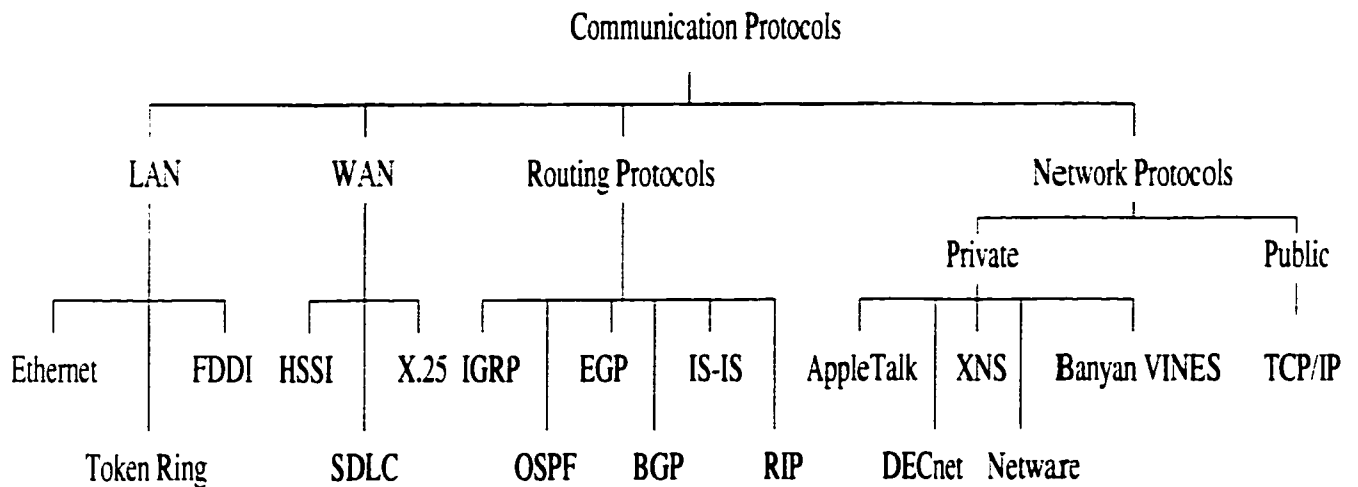 Communication Protocols
LAN WAN Routing Protocols Network Protocols
Private Public
Ethernet FDDI HSSI X.25 IGRP EGP IS-IS AppleTalk XNS Banyan VINES TCP/IP
Token Ring SDLC OSPF BGP RIP DECnet Netware